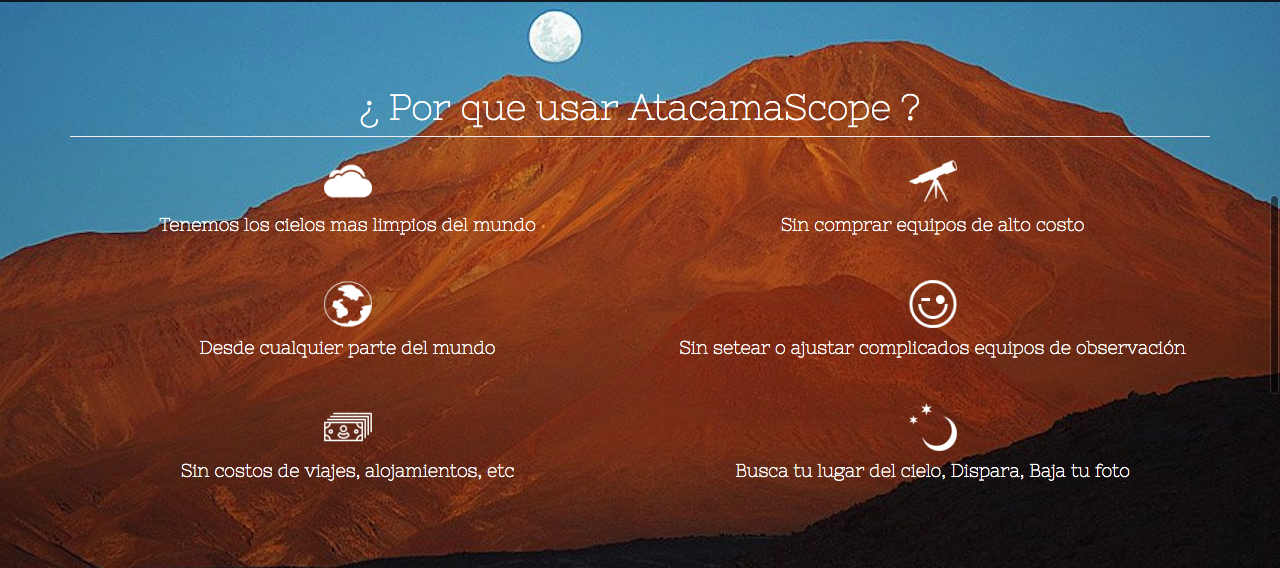 ¿ Por que usar AtacamaScope ?
Tenemos los cielos mas limpios del mundo
Sin comprar equipos de alto costo
Desde cualquier parte del mundo
Sin setear o ajustar complicados equipos de observación
Sin costos de viajes, alojamientos, etc
Busca tu lugar del cielo, Dispara, Baja tu foto